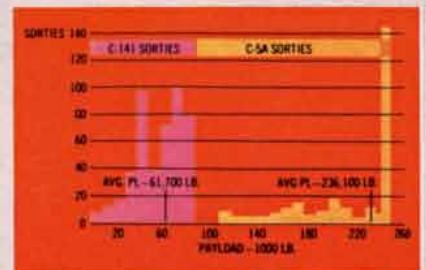 SORTIES 140
C-141 SORTIES
C-5A SORTIES
120
100
80
60
40
AVG. PL-61,700 LB.
AVG PL-236,100 LB.
20
0
20 60 100 140 180 220 260
PAYLOAD-1000 LB.